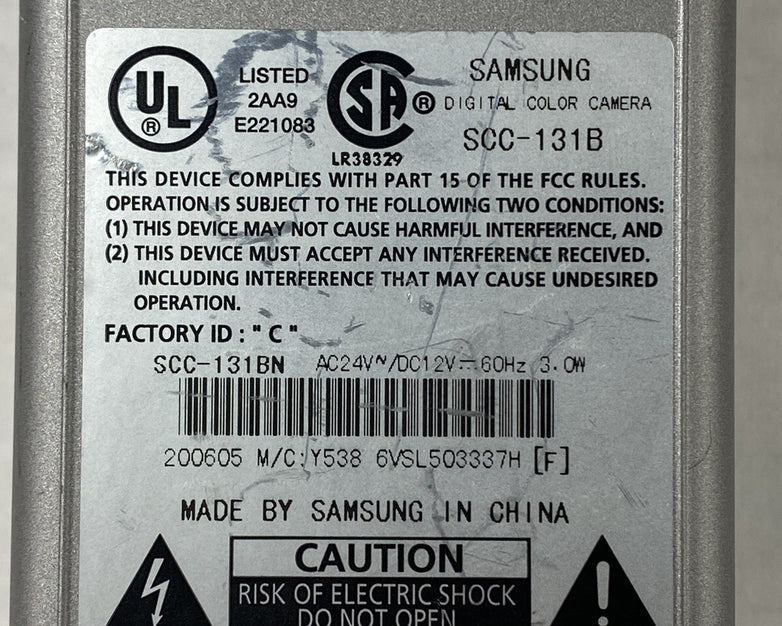 UL ®
LISTED
2AA9
E221083
SA ®
LR38329
SAMSUNG
DIGITAL COLOR CAMERA
SCC-131B
THIS DEVICE COMPLIES WITH PART 15 OF THE FCC RULES.
OPERATION IS SUBJECT TO THE FOLLOWING TWO CONDITIONS:
(1) THIS DEVICE MAY NOT CAUSE HARMFUL INTERFERENCE, AND
(2) THIS DEVICE MUST ACCEPT ANY INTERFERENCE RECEIVED.
INCLUDING INTERFERENCE THAT MAY CAUSE UNDESIRED
OPERATION.
FACTORY ID : " C "
SCC-131BN AC24V~/DC12V⎓60Hz 3.0W
200605 M/C:Y538 6VSL503337H [F]
MADE BY SAMSUNG IN CHINA
CAUTION
RISK OF ELECTRIC SHOCK
DO NOT OPEN
!